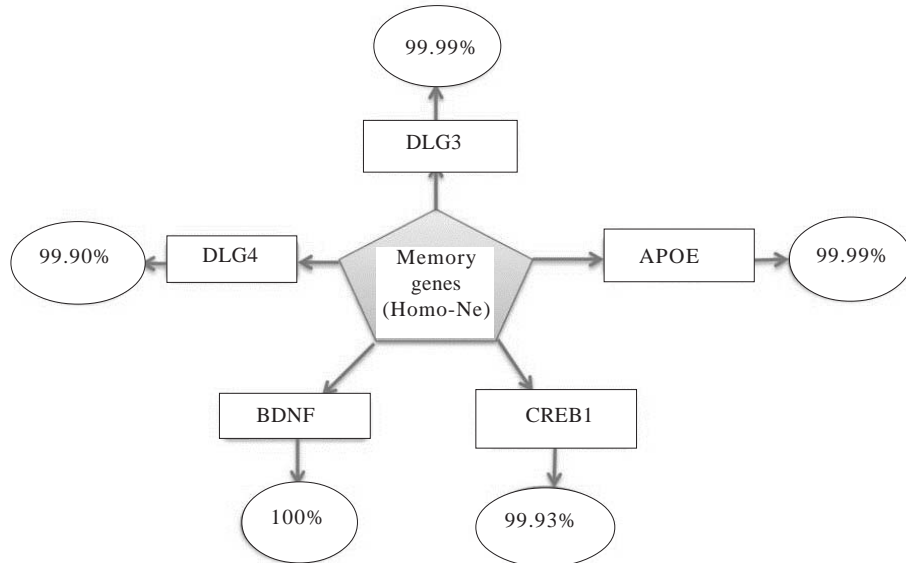 99.99%
DLG3
99.90%
DLG4
Memory
genes
(Homo-Ne)
APOE
99.99%
BDNF
CREB1
100%
99.93%